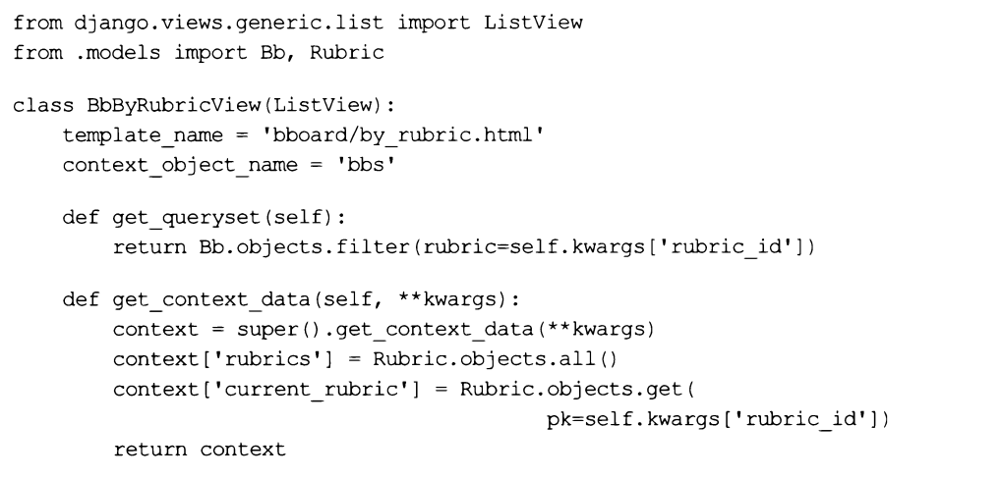 from django.views.generic.list import ListView
from .models import Bb, Rubric

class BbByRubricView(ListView):
    template_name = 'bboard/by_rubric.html'
    context_object_name = 'bbs'

    def get_queryset(self):
        return Bb.objects.filter(rubric=self.kwargs['rubric_id'])

    def get_context_data(self, **kwargs):
        context = super().get_context_data(**kwargs)
        context['rubrics'] = Rubric.objects.all()
        context['current_rubric'] = Rubric.objects.get(
                                            pk=self.kwargs['rubric_id'])
        return context